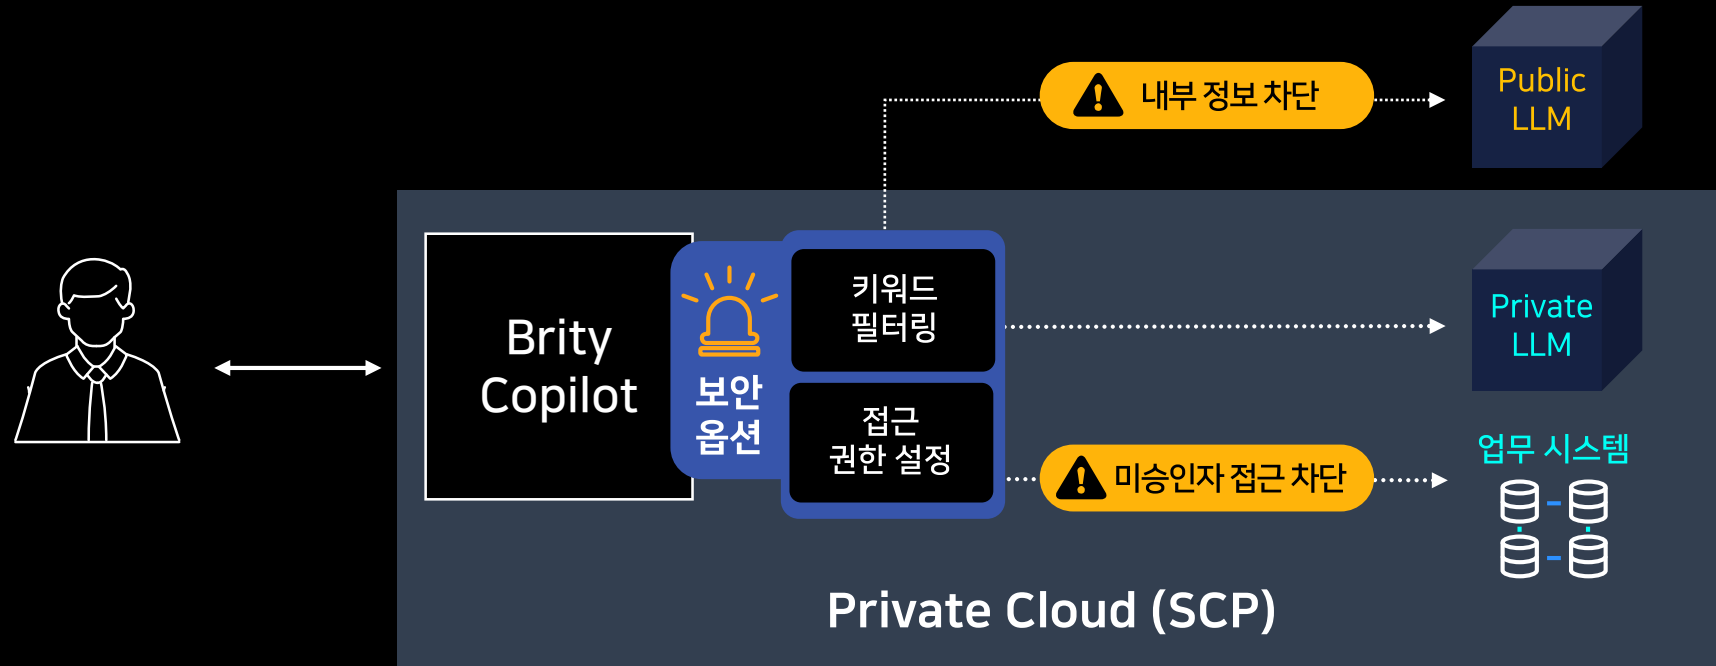 내부 정보 차단
Public
LLM
Brity
Copilot
보안
옵션
키워드
필터링
접근
권한 설정
Private
LLM
미승인자 접근 차단
업무 시스템
Private Cloud (SCP)